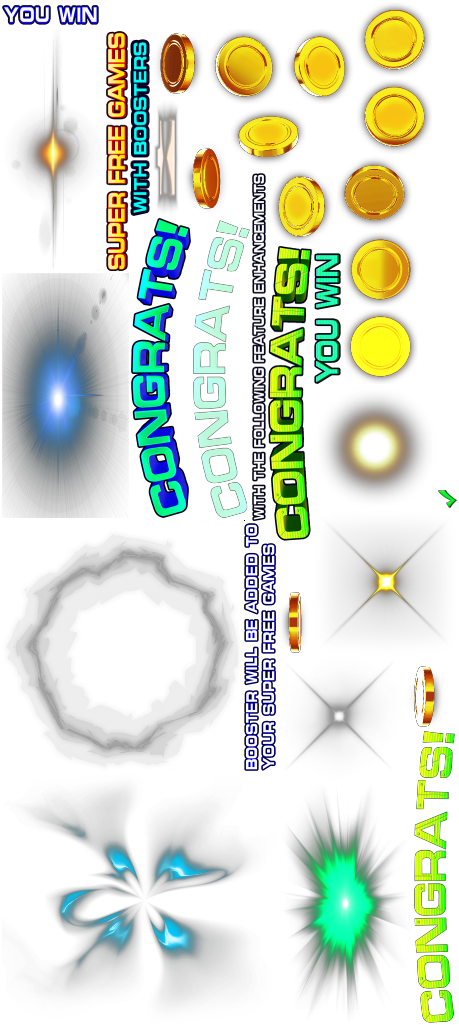 YOU WIN
SUPER FREE GAMES
WITH BOOSTERS
CONGRATS!
CONGRATS!
WITH THE FOLLOWING FEATURE ENHANCEMENTS
CONGRATS!
YOU WIN
BOOSTER WILL BE ADDED TO
YOUR SUPER FREE GAMES
CONGRATS!